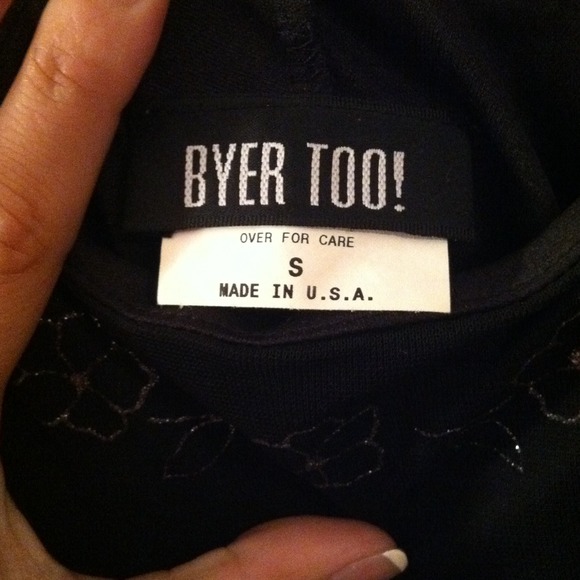 BYER TOO!
OVER FOR CARE
S
MADE IN U.S.A.